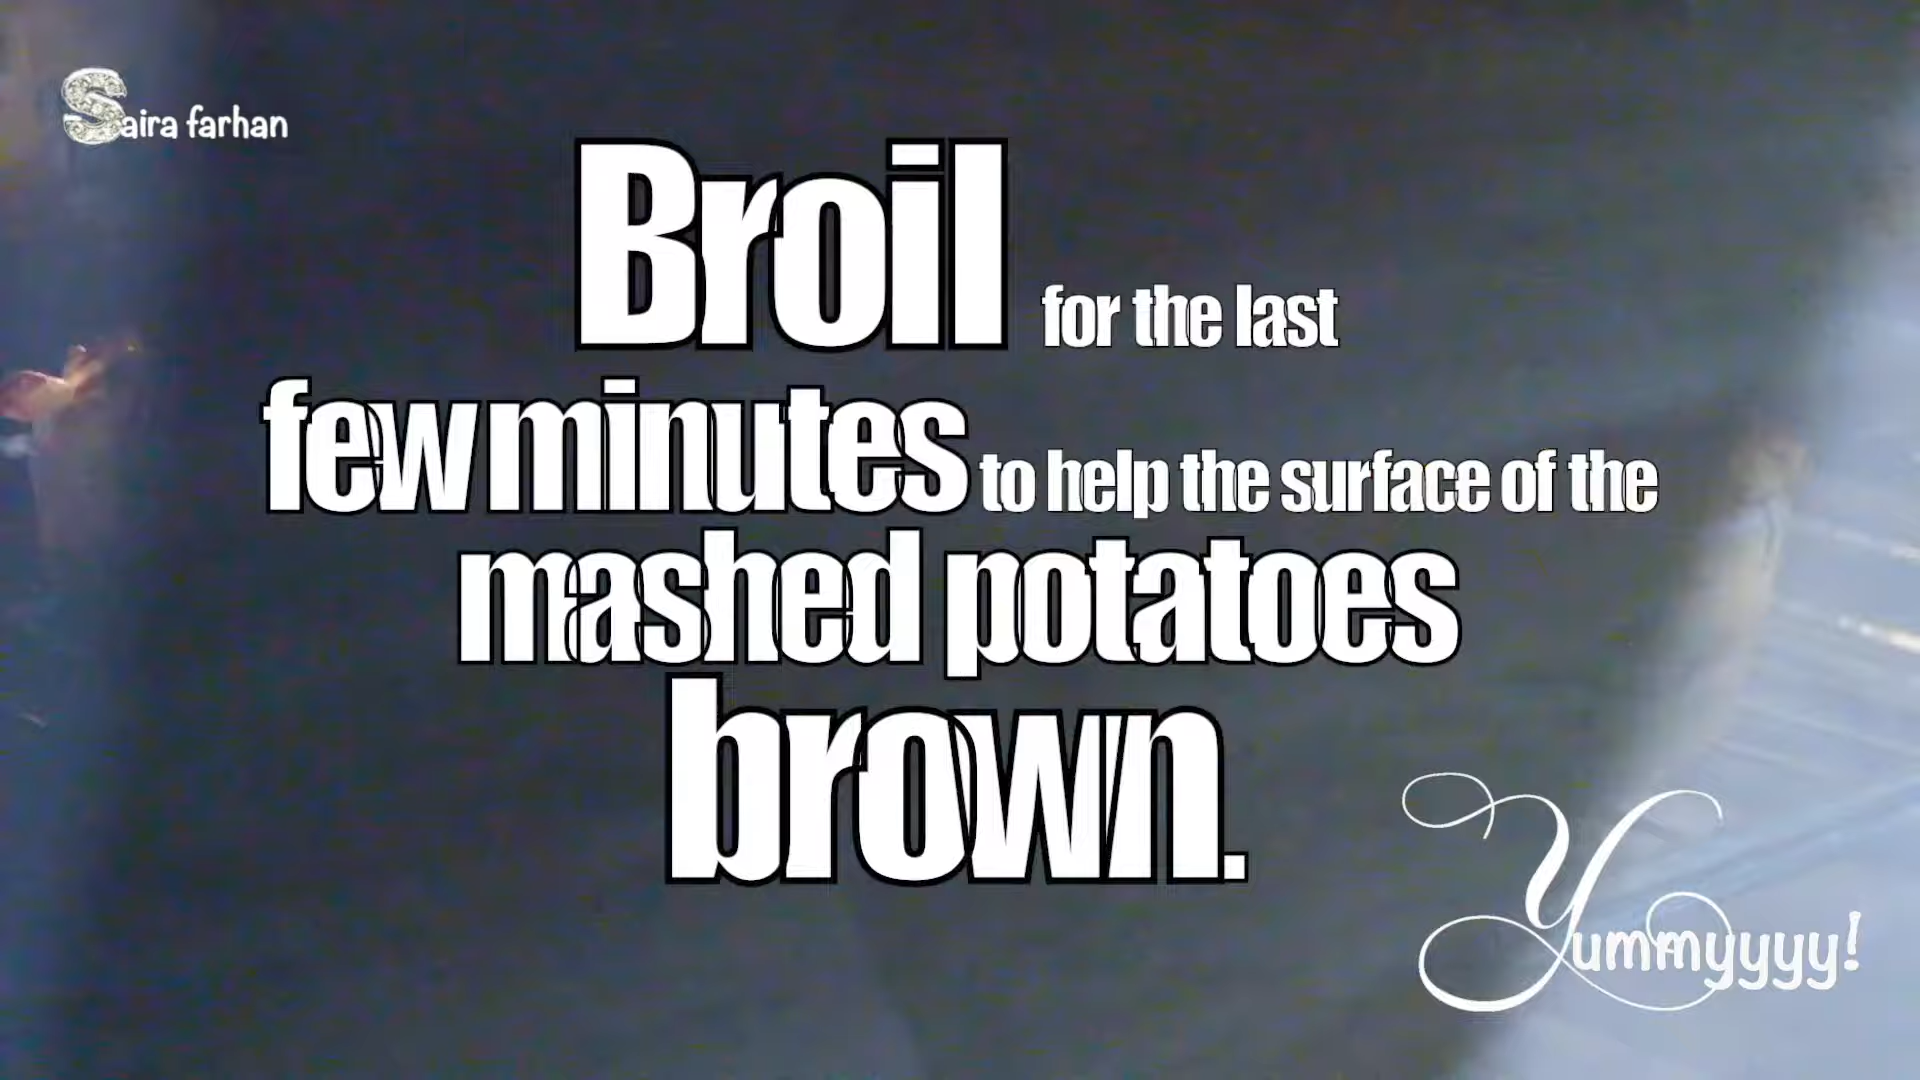 Saira farhan
Broil for the last
few minutes to help the surface of the
mashed potatoes
brown.
Yummyyyy!